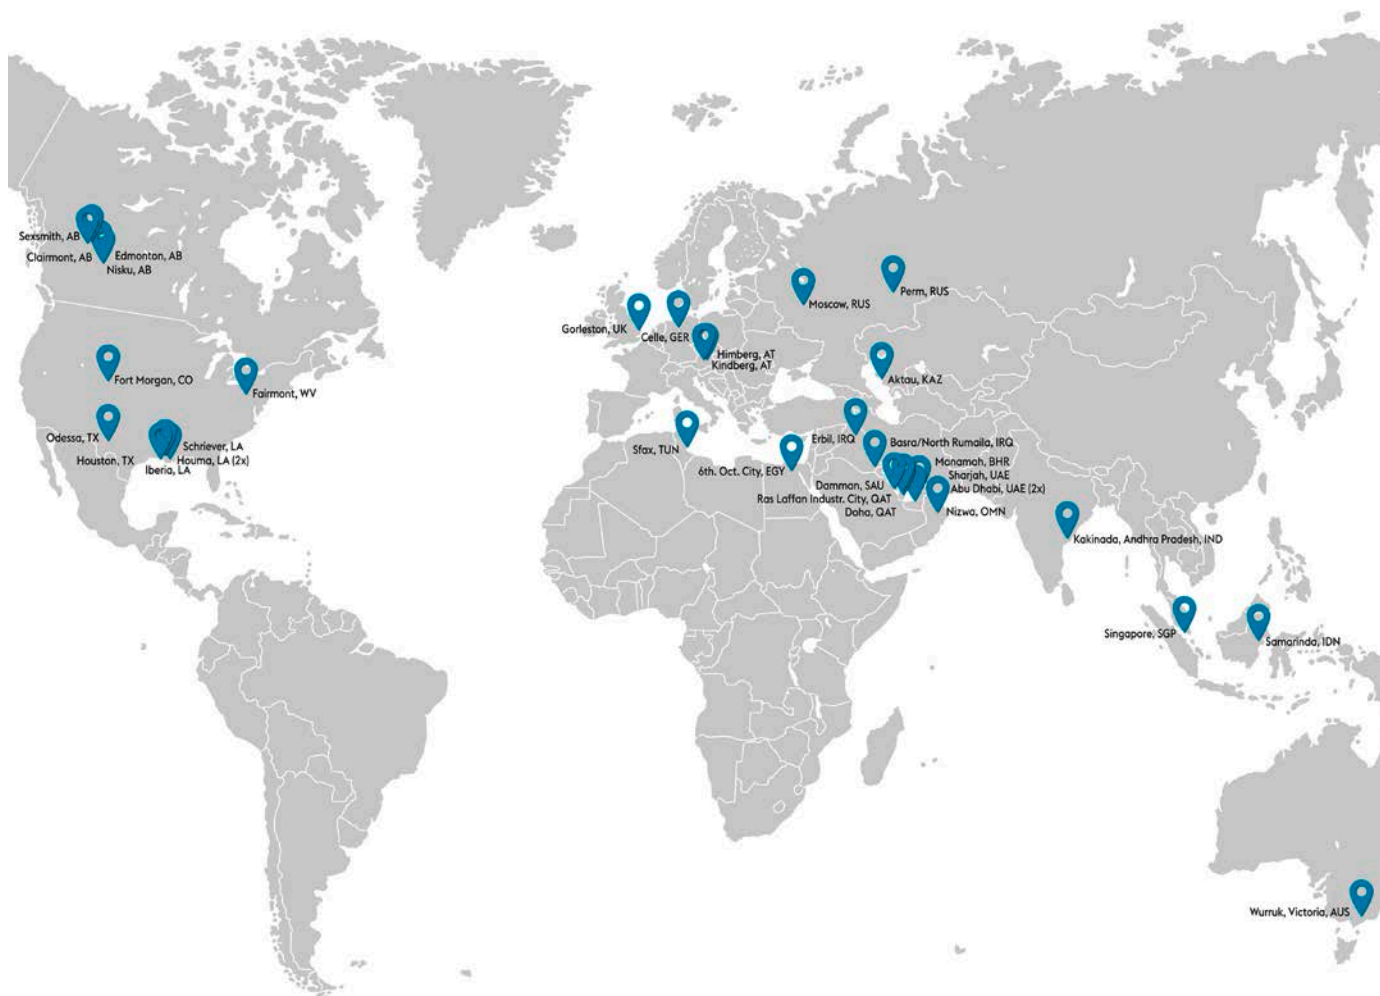 Sexsmith, AB
Clairmont, AB
Edmonton, AB
Nisku, AB
Fort Morgan, CO
Fairmont, WV
Odessa, TX
Houston, TX
Schriever, LA
Houma, LA (2x)
Iberia, LA
Gorleston, UK
Celle, GER
Himberg, AT
Kindberg, AT
Moscow, RUS
Perm, RUS
Aktau, KAZ
Sfax, TUN
6th. Oct. City, EGY
Erbil, IRQ
Basra/North Rumaila, IRQ
Manamah, BHR
Sharjah, UAE
Abu Dhabi, UAE (2x)
Damman, SAU
Ras Laffan Industr. City, QAT
Doha, QAT
Nizwa, OMN
Kakinada, Andhra Pradesh, IND
Singapore, SGP
Samarinda, IDN
Wurruk, Victoria, AUS